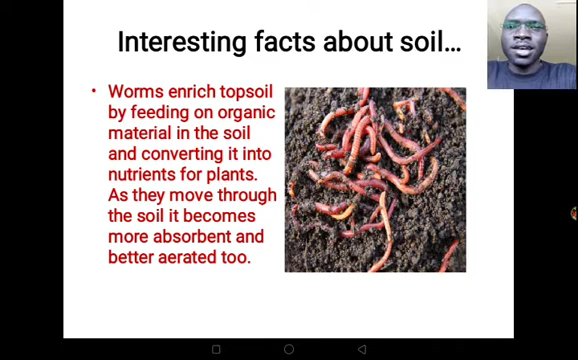 Interesting facts about soil…
• Worms enrich topsoil
by feeding on organic
material in the soil
and converting it into
nutrients for plants.
As they move through
the soil it becomes
more absorbent and
better aerated too.